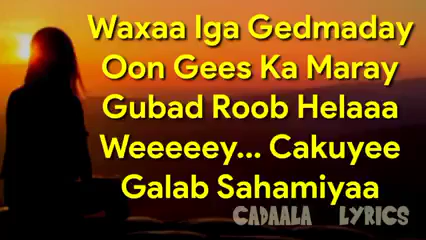 Waxaa Iga Gedmaday
Oon Gees Ka Maray
Gubad Roob Helaaa
Weeeeey... Cakuyee
Galab Sahamiyaa
CADAALA LYRICS